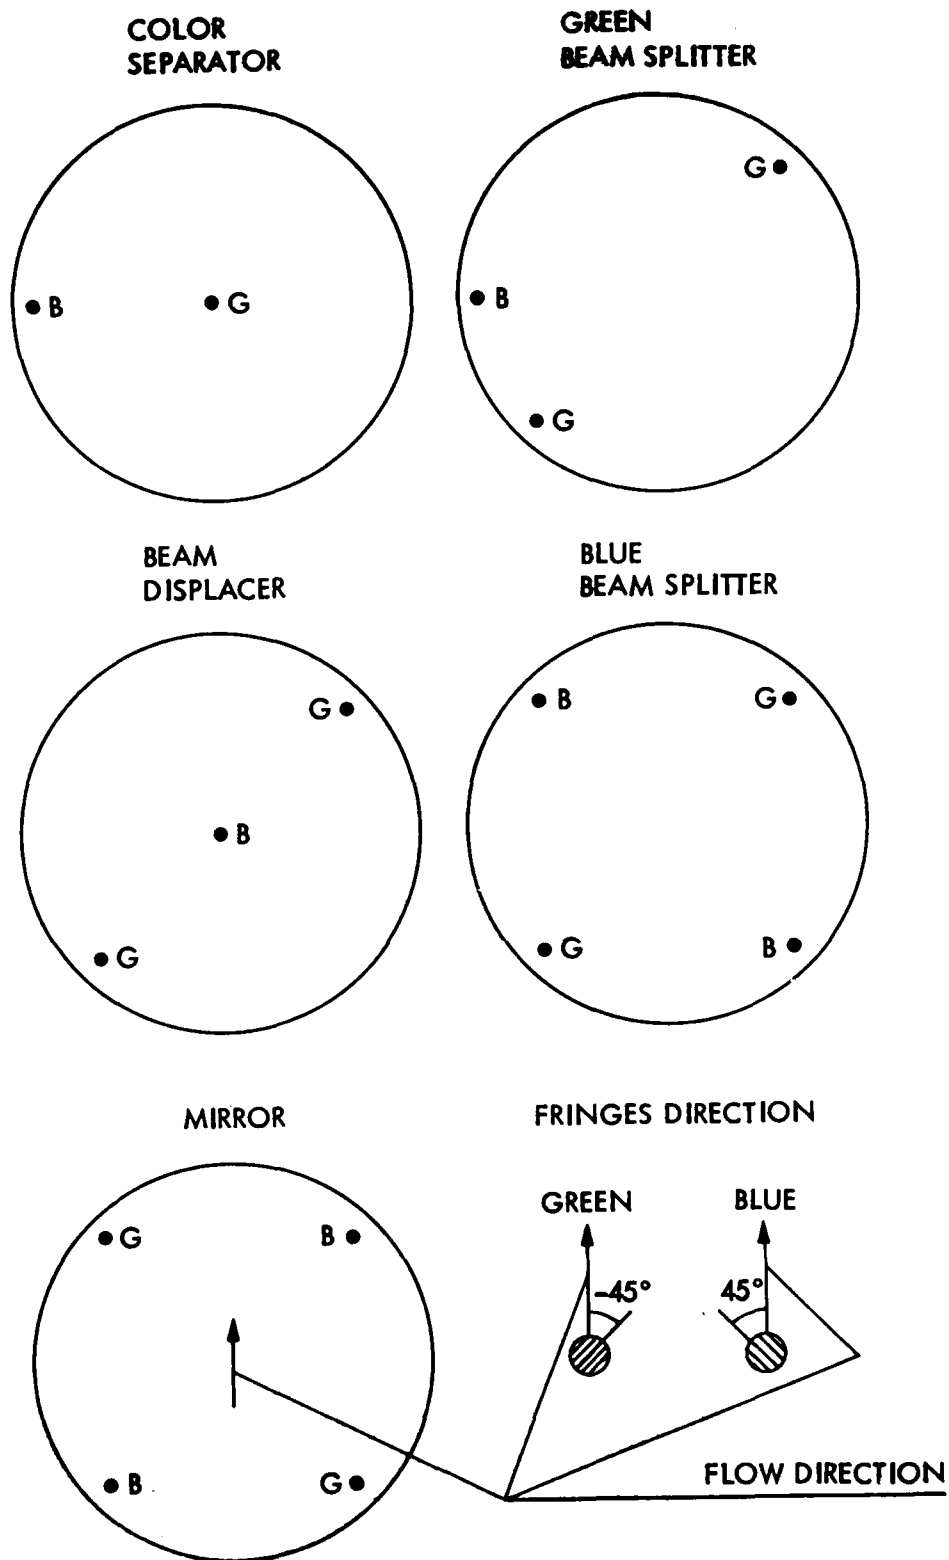 COLOR
SEPARATOR
GREEN
BEAM SPLITTER
B
G
G
B
G
BEAM
DISPLACER
BLUE
BEAM SPLITTER
G
B
G
B
G
G
B
MIRROR
FRINGES DIRECTION
G
B
B
G
GREEN
BLUE
-45°
45°
FLOW DIRECTION